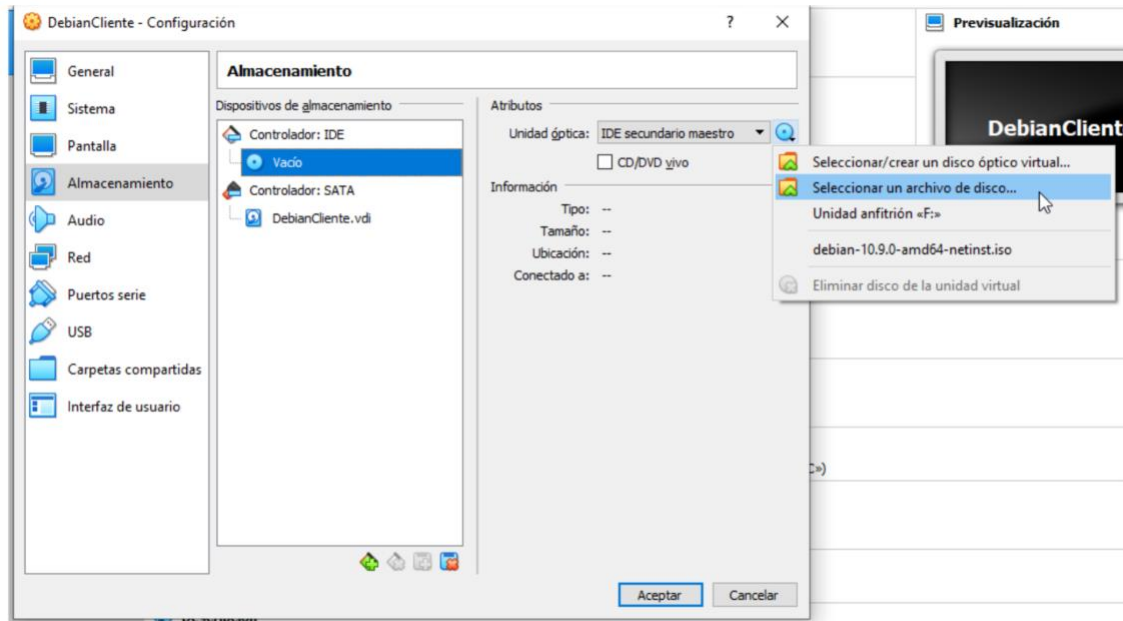 DebianCliente - Configuración
?
Previsualización
DebianClient
General
Sistema
Pantalla
Almacenamiento
Audio
Red
Puertos serie
USB
Carpetas compartidas
Interfaz de usuario
Almacenamiento
Dispositivos de almacenamiento
Controlador: IDE
Vacío
Controlador: SATA
DebianCliente.vdi
Atributos
Unidad óptica: IDE secundario maestro
CD/DVD vivo
Información
Tipo: --
Tamaño: --
Ubicación: --
Conectado a: --
Seleccionar/crear un disco óptico virtual...
Seleccionar un archivo de disco...
Unidad anfitrión «F:»
debian-10.9.0-amd64-netinst.iso
Eliminar disco de la unidad virtual
Aceptar Cancelar